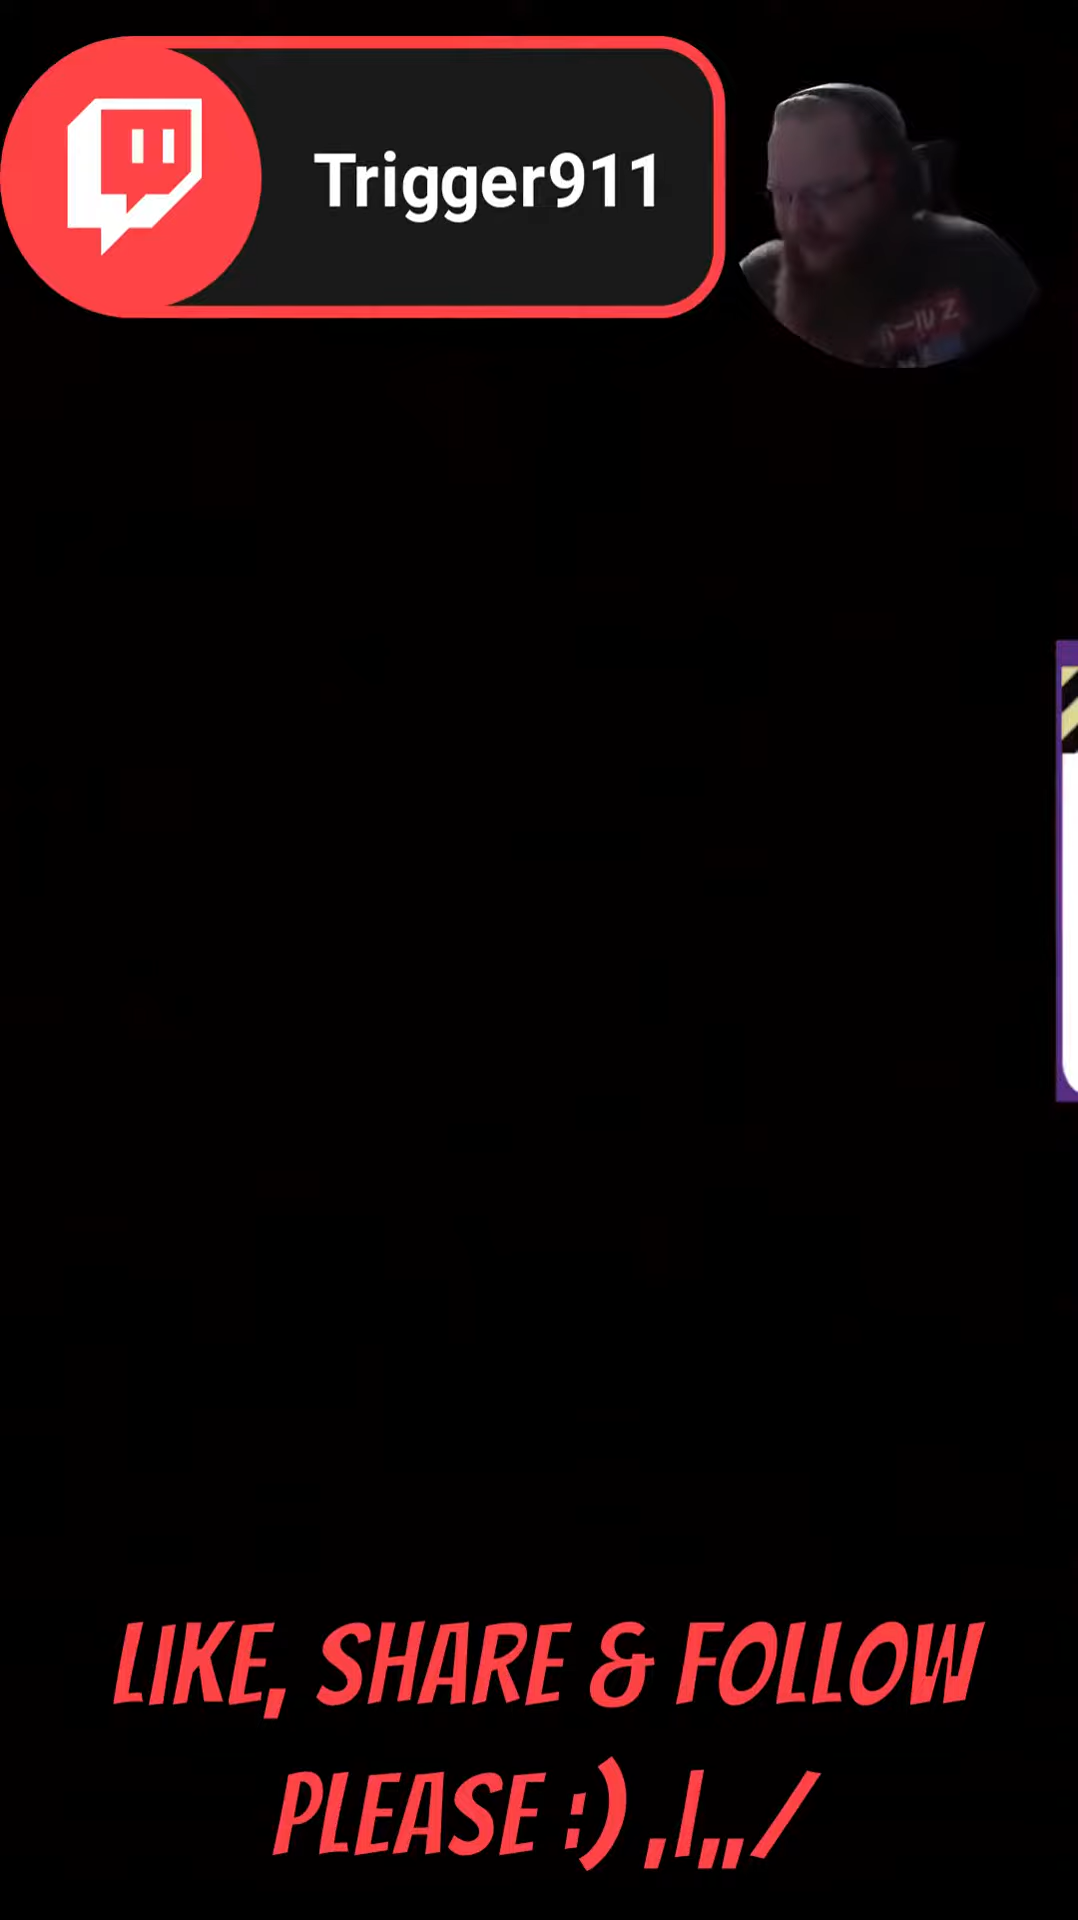 Trigger911
LIKE, SHARE & FOLLOW
PLEASE :) ,|,,/